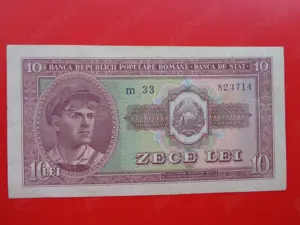 10 BANCA REPUBLICII POPULARE ROMANE - BANCA DE STAT 10
m 33 823714
ZECE LEI
10 LEI 10